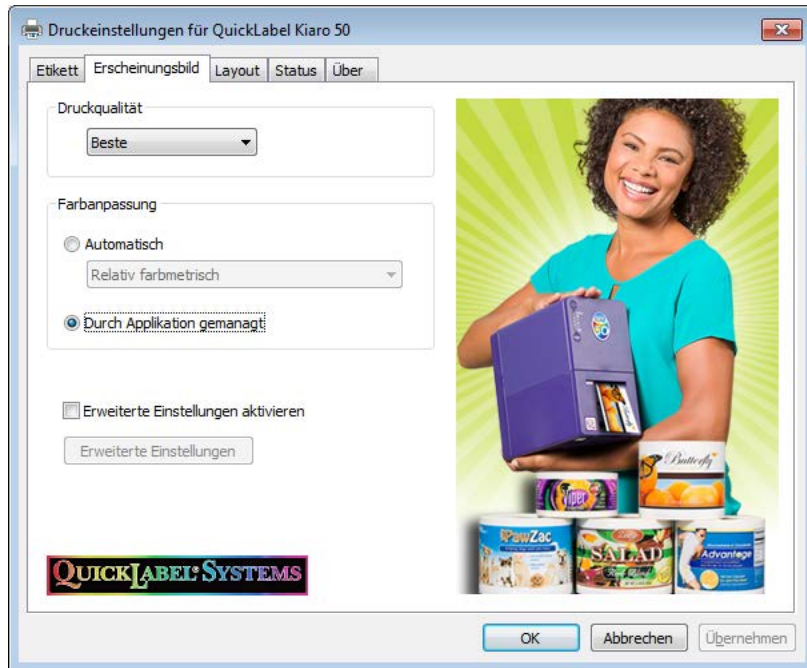 Druckeinstellungen für QuickLabel Kiaro 50
Etikett Erscheinungsbild Layout Status Über
Druckqualität
Beste
Farbanpassung
Automatisch
Relativ farbmetrisch
Durch Applikation gemanagt
Erweiterte Einstellungen aktivieren
Erweiterte Einstellungen
QUICKLABEL® SYSTEMS
Butterfly
Viper
PawZac
SALAD
Advantage
OK Abbrechen Übernehmen